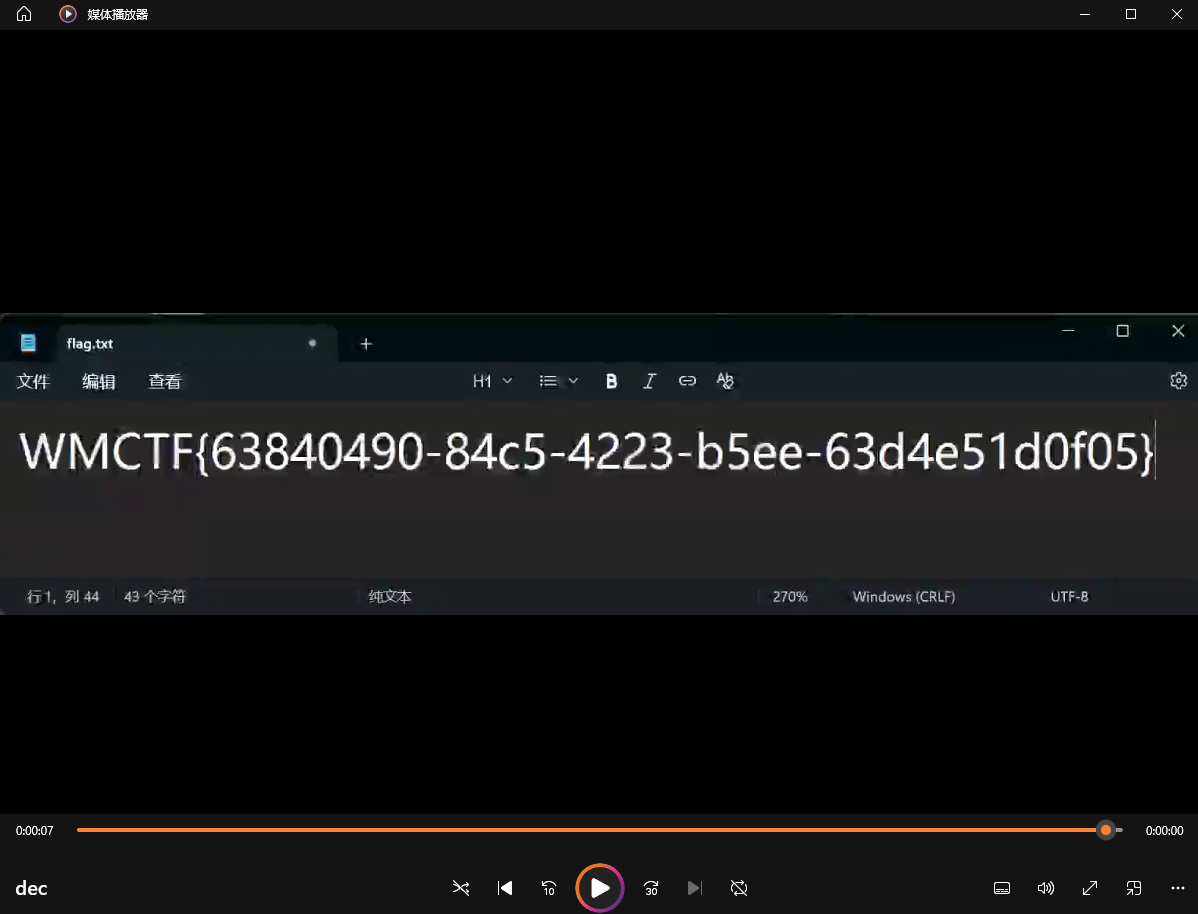 媒体播放器
flag.txt
文件 编辑 查看 H1 B I
WMCTF{63840490-84c5-4223-b5ee-63d4e51d0f05}
行 1，列 44 43 个字符 纯文本 270% Windows (CRLF) UTF-8
0:00:07 0:00:00
dec 10 30